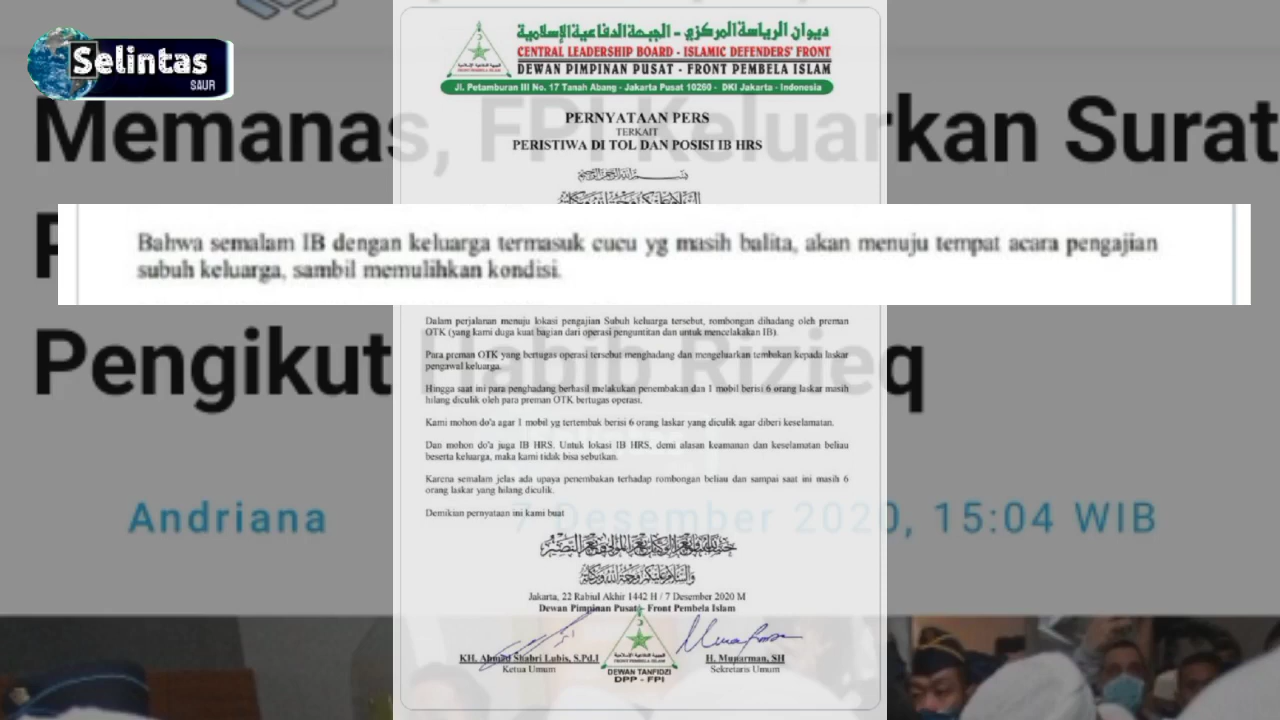 Selintas
SAUR
ديوان الرياسة المركزي - الجبهة الدفاعية الإسلامية
CENTRAL LEADERSHIP BOARD - ISLAMIC DEFENDERS' FRONT
DEWAN PIMPINAN PUSAT - FRONT PEMBELA ISLAM
Jl. Petamburan III No. 17 Tanah Abang - Jakarta Pusat 10260 - DKI Jakarta - Indonesia
Memanas, FPI Keluarkan Surat
PERNYATAAN PERS
TERKAIT
PERISTIWA DI TOL DAN POSISI IB HRS
Bahwa semalam IB dengan keluarga termasuk cucu yg masih balita, akan menuju tempat acara pengajian
subuh keluarga, sambil memulihkan kondisi.
Dalam perjalanan menuju lokasi pengajian Subuh keluarga tersebut, rombongan dihadang oleh preman
OTK (yang kami duga kuat bagian dari operasi penguntitan dan untuk mencelakakan IB).
Pengikut Habib Rizieq
Para preman OTK yang bertugas operasi tersebut menghadang dan mengeluarkan tembakan kepada laskar
pengawal keluarga.
Hingga saat ini para penghadang berhasil melakukan penembakan dan 1 mobil berisi 6 orang laskar masih
hilang diculik oleh para preman OTK bertugas operasi.
Kami mohon do'a agar 1 mobil yg tertembak berisi 6 orang laskar yang diculik agar diberi keselamatan.
Dan mohon do'a juga IB HRS. Untuk lokasi IB HRS, demi alasan keamanan dan keselamatan beliau
beserta keluarga, maka kami tidak bisa sebutkan.
Karena semalam jelas ada upaya penembakan terhadap rombongan beliau dan sampai saat ini masih 6
orang laskar yang hilang diculik.
Demikian pernyataan ini kami buat
Andriana
7 Desember 2020, 15:04 WIB
Jakarta, 22 Rabiul Akhir 1442 H / 7 Desember 2020 M
Dewan Pimpinan Pusat - Front Pembela Islam
KH. Ahmad Shabri Lubis, S.Pd.I
Ketua Umum
FRONT PEMBELA ISLAM
DEWAN TANFIDZI
DPP - FPI
H. Munarman, SH
Sekretaris Umum